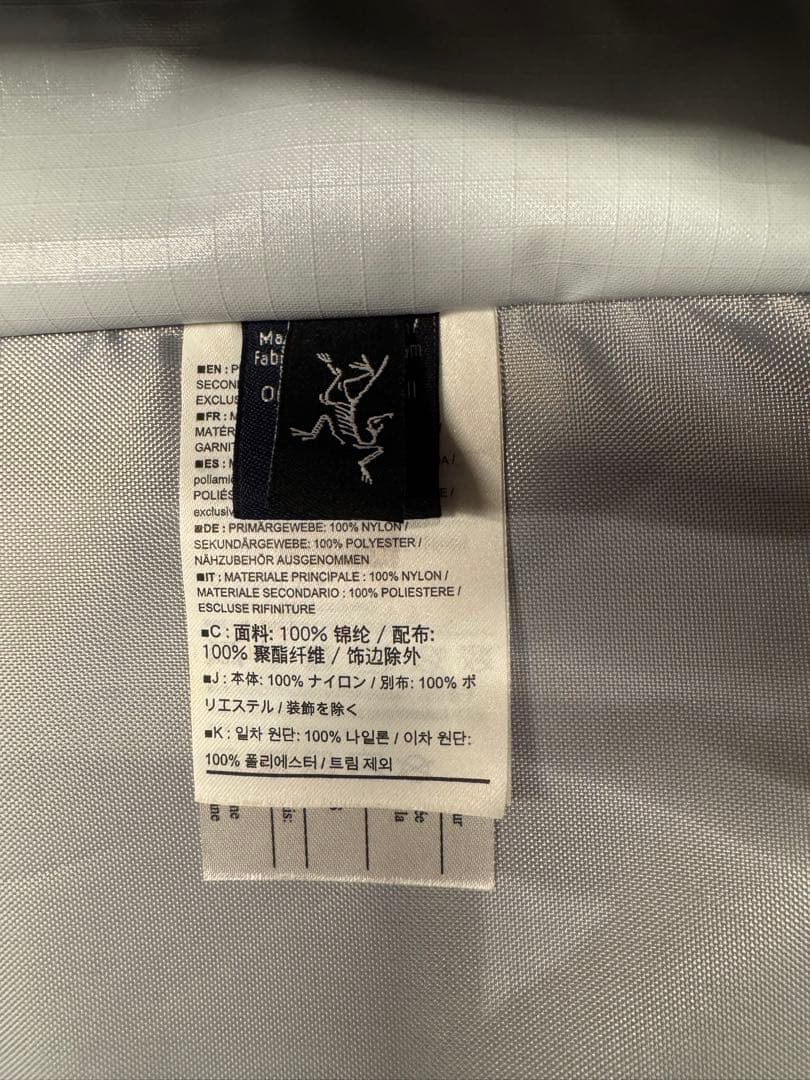 ■EN : P
SECON
EXCLUS
■FR : M
MATÉR
GARNIT
■ES : M
poliami
POLIÉS
exclusiv
■DE : PRIMÄRGEWEBE: 100% NYLON /
SEKUNDÄRGEWEBE: 100% POLYESTER /
NÄHZUBEHÖR AUSGENOMMEN
■IT : MATERIALE PRINCIPALE : 100% NYLON /
MATERIALE SECONDARIO : 100% POLIESTERE /
ESCLUSE RIFINITURE
■C : 面料: 100% 锦纶 / 配布:
100% 聚酯纤维 / 饰边除外
■J : 本体: 100% ナイロン / 別布: 100% ポ
リエステル / 装飾を除く
■K : 일차 원단: 100% 나일론 / 이차 원단:
100% 폴리에스터 / 트림 제외